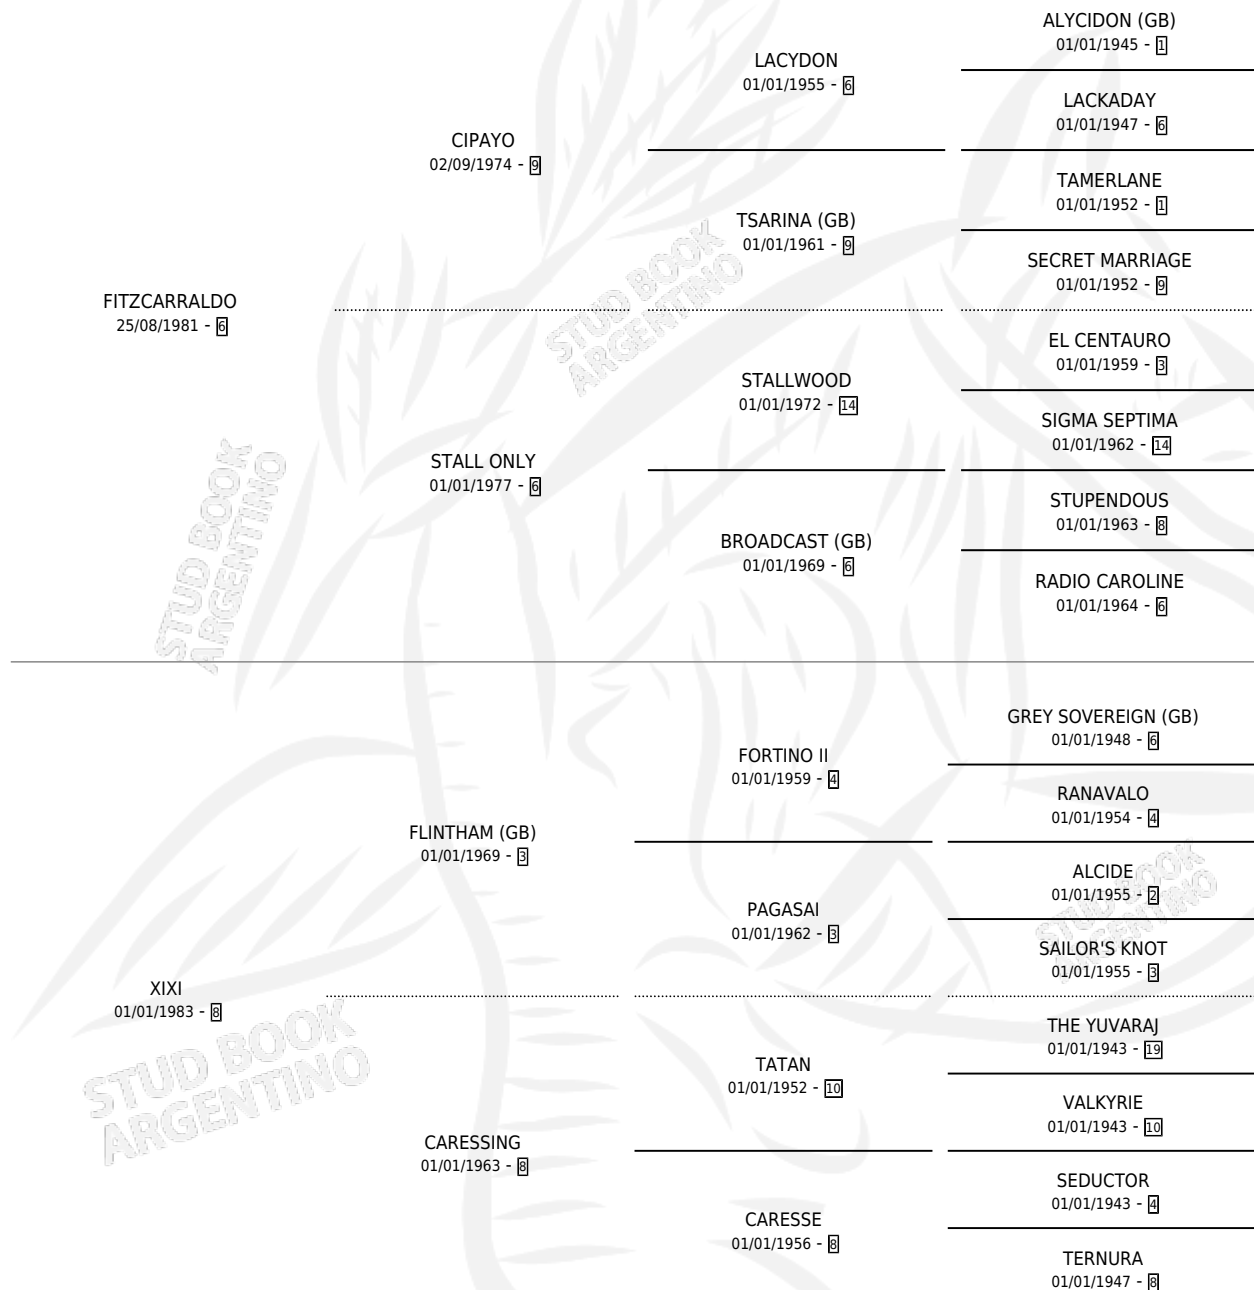 ALYCIDON (GB)
01/01/1945 - 1
LACYDON
01/01/1955 - 6
LACKADAY
01/01/1947 - 6
CIPAYO
02/09/1974 - 9
TAMERLANE
01/01/1952 - 1
TSARINA (GB)
01/01/1961 - 9
SECRET MARRIAGE
01/01/1952 - 9
FITZCARRALDO
25/08/1981 - 6
EL CENTAURO
01/01/1959 - 3
STALLWOOD
01/01/1972 - 14
SIGMA SEPTIMA
01/01/1962 - 14
STALL ONLY
01/01/1977 - 6
STUPENDOUS
01/01/1963 - 8
BROADCAST (GB)
01/01/1969 - 6
RADIO CAROLINE
01/01/1964 - 6
STUD BOOK
ARGENTINO
STUD BOOK
ARGENTINO
GREY SOVEREIGN (GB)
01/01/1948 - 6
FORTINO II
01/01/1959 - 4
RANAVALO
01/01/1954 - 4
FLINTHAM (GB)
01/01/1969 - 3
ALCIDE
01/01/1955 - 2
PAGASAI
01/01/1962 - 3
SAILOR'S KNOT
01/01/1955 - 3
STUD BOOK
ARGENTINO
XIXI
01/01/1983 - 8
THE YUVARAJ
01/01/1943 - 19
TATAN
01/01/1952 - 10
VALKYRIE
01/01/1943 - 10
STUD BOOK
ARGENTINO
CARESSING
01/01/1963 - 8
SEDUCTOR
01/01/1943 - 4
CARESSE
01/01/1956 - 8
TERNURA
01/01/1947 - 8